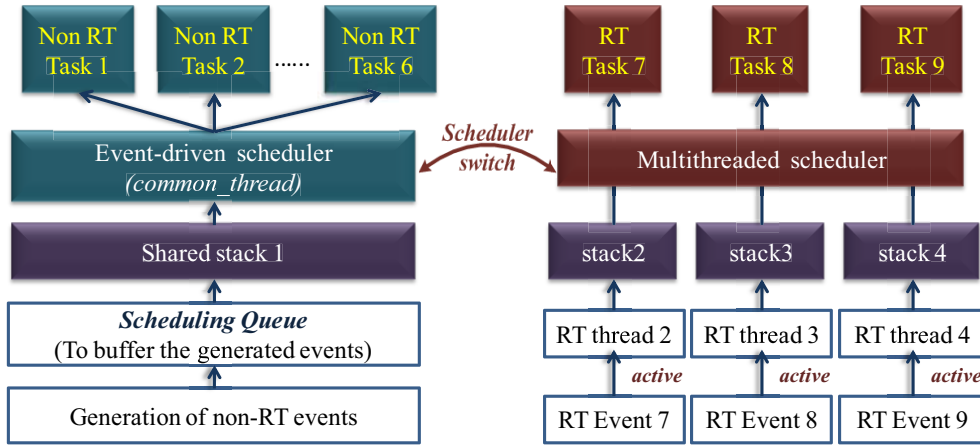 Non RT
Task 1
Non RT
Task 2
......
Non RT
Task 6
RT
Task 7
RT
Task 8
RT
Task 9
Event-driven scheduler
(common_thread)
Scheduler
switch
Multithreaded scheduler
Shared stack 1
stack2
stack3
stack 4
Scheduling Queue
(To buffer the generated events)
RT thread 2
RT thread 3
RT thread 4
active
active
active
Generation of non-RT events
RT Event 7
RT Event 8
RT Event 9